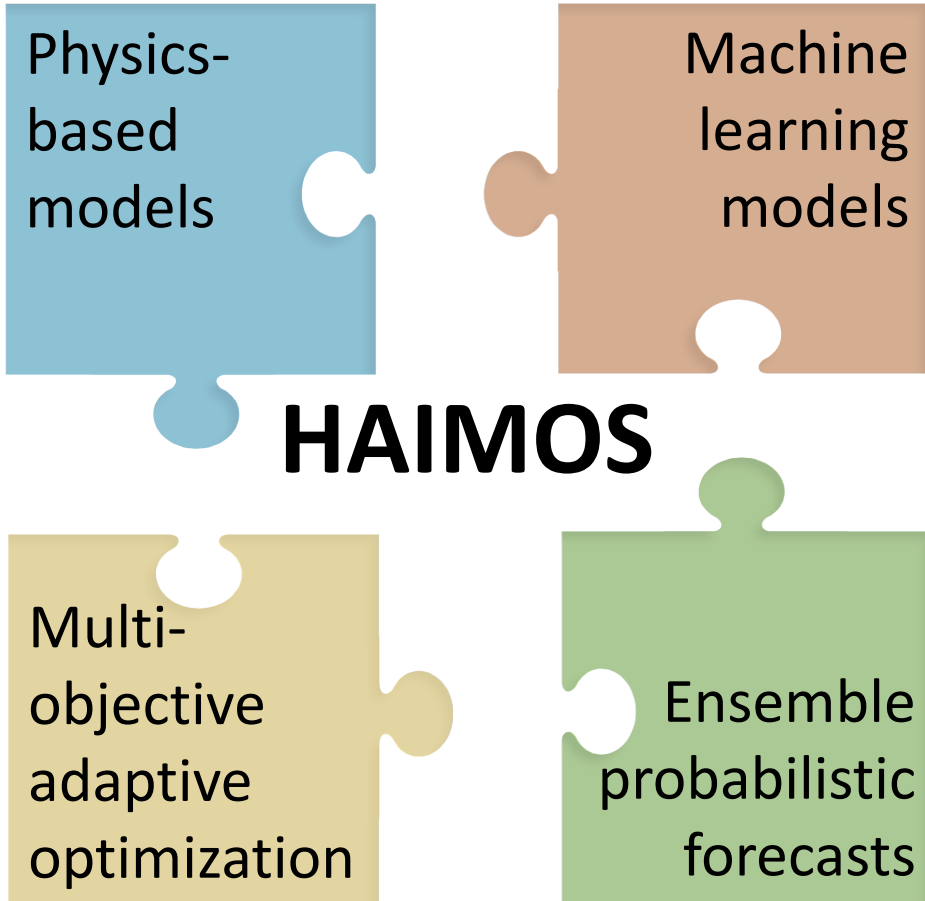 Physics-
based
models
Machine
learning
models
HAIMOS
Multi-
objective
adaptive
optimization
Ensemble
probabilistic
forecasts